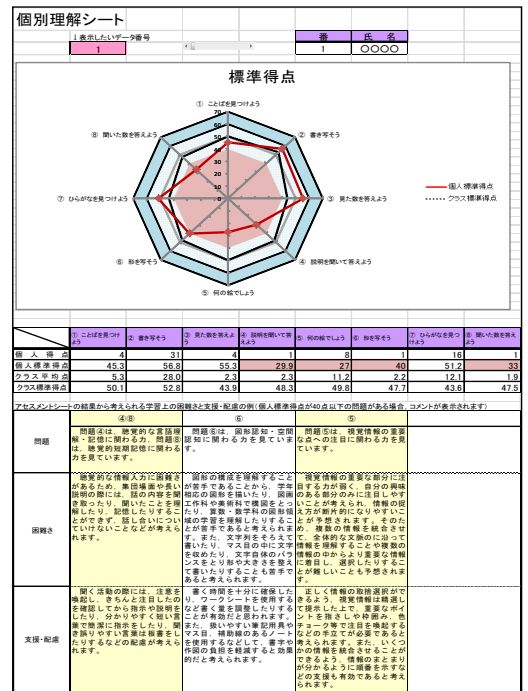 個別理解シート
↓表示したいデータ番号
1
番 氏 名
1 〇〇〇〇
標準得点
① ことばを見つけよう
② 書き写そう
③ 見た数を答えよう
④ 説明を聞いて答えよう
⑤ 何の絵でしょう
⑥ 形を写そう
⑦ ひらがなを見つけよう
⑧ 聞いた数を答えよう
70
60
50
40
30
20
10
0
個人標準得点
クラス標準得点
① ことばを見つけよう ② 書き写そう ③ 見た数を答えよう ④ 説明を聞いて答えよう ⑤ 何の絵でしょう ⑥ 形を写そう ⑦ ひらがなを見つけよう ⑧ 聞いた数を答えよう
個人得点 4 31 4 1 8 1 16 1
個人標準得点 45.3 56.8 55.3 29.9 27 40 51.2 33
クラス平均点 5.3 28.0 2.3 2.3 11.2 2.2 12.1 1.9
クラス標準得点 50.1 52.8 43.9 48.3 49.8 47.7 43.6 47.5
アセスメントシートの結果から考えられる学習上の困難さと支援・配慮の例(個人標準得点が40点以下の問題がある場合、コメントが表示されます)
④⑧ ⑥ ⑤
問題
問題④は、聴覚的な言語理
解・記憶に関わる力、問題⑧
は、聴覚的短期記憶に関わる
力を見ています。
問題⑥は、図形認知・空間
認知に関わる力を見ていま
す。
問題⑤は、視覚情報の重要
な点への注目に関わる力を見
ています。
困難さ
聴覚的な情報入力に困難さ
があるため、集団場面や長い
説明の際には、話の内容を聞
き取ったり、聞いたことを理
解したり、記憶したりするこ
とができず、話し合いについ
ていけないことなどが考えら
れます。
図形の構成を理解すること
が苦手であることから、学年
相応の図形を描いたり、図画
工作科や美術科で構図をとっ
たり、算数・数学科の図形領
域の学習を理解したりするこ
とが苦手であると考えられま
す。また、文字列をそろえて
書いたり、マス目の中に文字
を収めたり、文字自体のバラ
ンスをとり形や大きさを整え
て書いたりすることも苦手で
あると考えられます。
視覚情報の重要な部分に注
目する力が弱く、自分の興味
のある部分のみに注目しやす
いことが考えられ、情報の捉
え方が断片的になりやすいこ
とが予想されます。そのた
め、複数の情報を統合させ
て、全体的な文脈のに沿って
情報を理解することや複数の
情報の中からより重要な情報
に着目し、選択したりするこ
とが難しいことも予想されま
す。
支援・配慮
聞く活動の際には、注意を
喚起し、きちんと注目したの
を確認してから指示や説明を
したり、分かりやすく短い言
葉で簡潔に指示をしたり、聞
き誤りやすい言葉は板書をし
たりするなどの配慮が考えら
れます。
書く時間を十分に確保した
り、ワークシートを使用する
など書く量を調整したりする
ことが有効だと思われます。
また、扱いやすい筆記用具や
マス目、補助線のあるノート
を使用するなどして、書字や
作図の負担を軽減すると効果
的だと考えられます。
正しく情報の取捨選択がで
きるよう、視覚情報は精選し
て提示した上で、重要なポイ
ントを指さしや枠囲み、色
チョーク等で注目を喚起する
などの手立てが必要であると
考えられます。また、いくつ
かの情報を統合させることが
できるよう、情報のまとまり
が分かるように順番を示すな
どの支援も有効であると考え
られます。